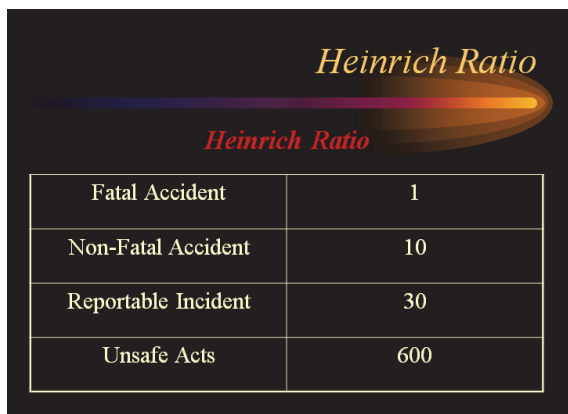 Heinrich Ratio
Heinrich Ratio
Fatal Accident 1
Non-Fatal Accident 10
Reportable Incident 30
Unsafe Acts 600